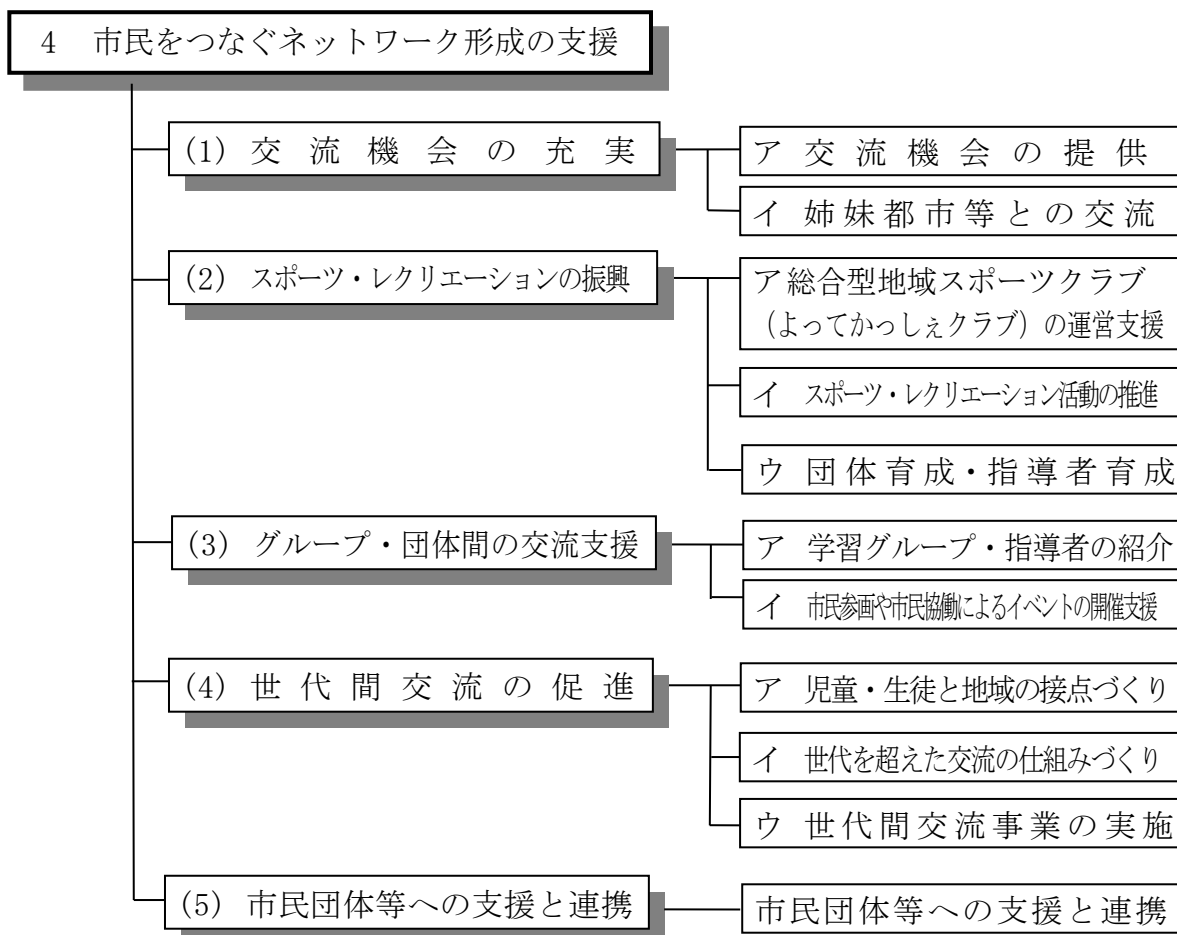 4 市民をつなぐネットワーク形成の支援
(1) 交流機会の充実
ア 交流機会の提供
イ 姉妹都市等との交流
(2) スポーツ・レクリエーションの振興
ア 総合型地域スポーツクラブ
(よってかっしぇクラブ) の運営支援
イ スポーツ・レクリエーション活動の推進
ウ 団体育成・指導者育成
(3) グループ・団体間の交流支援
ア 学習グループ・指導者の紹介
イ 市民参画や市民協働によるイベントの開催支援
(4) 世代間交流の促進
ア 児童・生徒と地域の接点づくり
イ 世代を超えた交流の仕組みづくり
ウ 世代間交流事業の実施
(5) 市民団体等への支援と連携
市民団体等への支援と連携